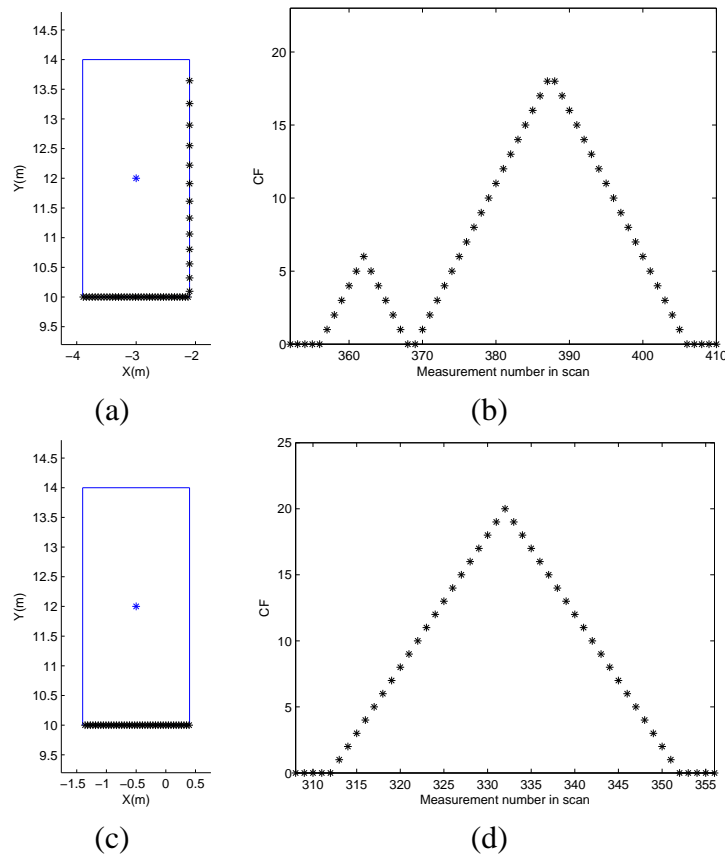 14.5
14
13.5
13
12.5
12
11.5
11
10.5
10
9.5
Y(m)
−4 −3 −2
X(m)
(a)
20
15
10
5
0
CF
360 370 380 390 400 410
Measurement number in scan
(b)
14.5
14
13.5
13
12.5
12
11.5
11
10.5
10
9.5
Y(m)
−1.5 −1 −0.5 0 0.5
X(m)
(c)
25
20
15
10
5
0
CF
310 315 320 325 330 335 340 345 350 355
Measurement number in scan
(d)